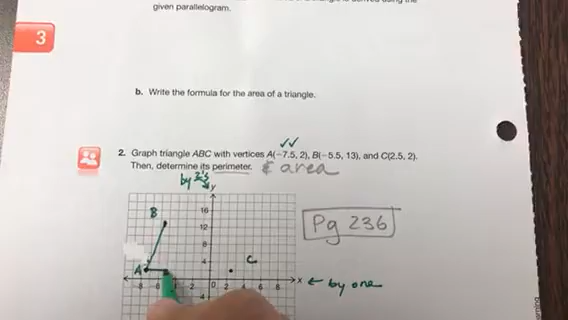 given parallelogram.
3
b. Write the formula for the area of a triangle.
2. Graph triangle ABC with vertices A(−7.5, 2), B(−5.5, 13), and C(2.5, 2).
Then, determine its perimeter. & area
by 2's
y
B
16
12
8
4
Pg 236
A
C
-8 -6 -2 0 2 4 6 8 x ← by one
-4